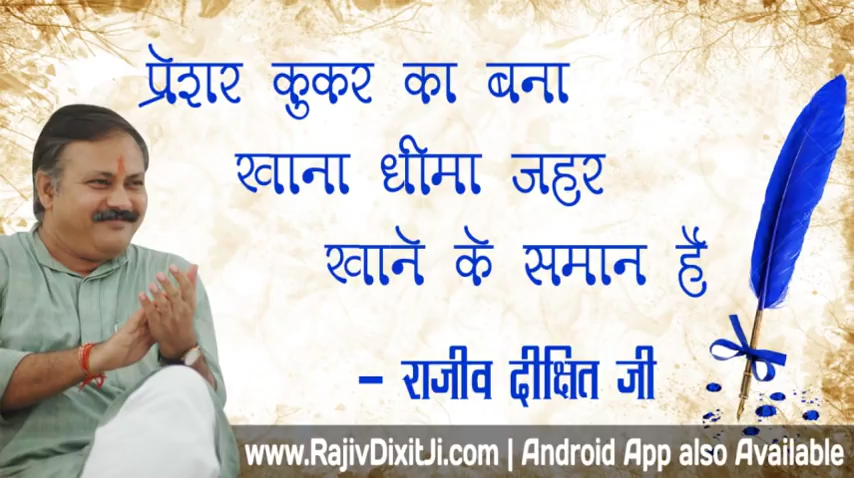 प्रेशर कुकर का बना
खाना धीमा जहर
खाने के समान हैं
– राजीव दीक्षित जी
www.RajivDixitJi.com | Android App also Available